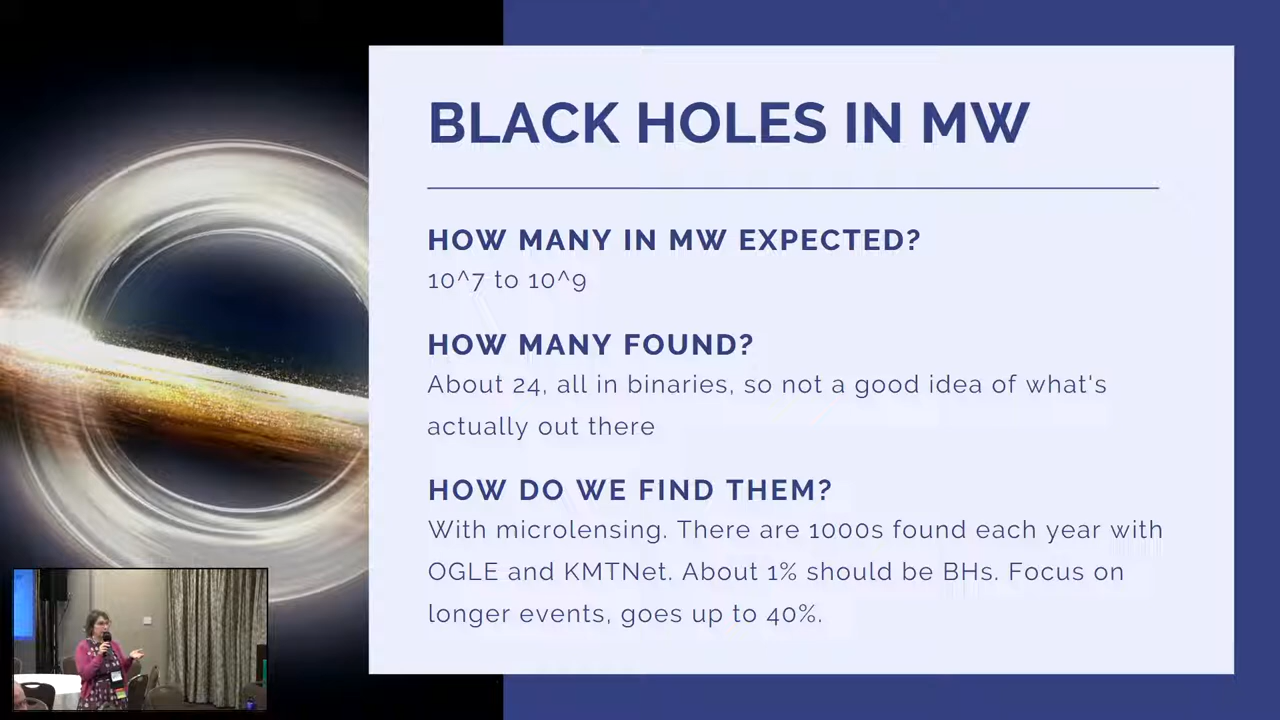 BLACK HOLES IN MW
HOW MANY IN MW EXPECTED?
10^7 to 10^9
HOW MANY FOUND?
About 24, all in binaries, so not a good idea of what's
actually out there
HOW DO WE FIND THEM?
With microlensing. There are 1000s found each year with
OGLE and KMTNet. About 1% should be BHs. Focus on
longer events, goes up to 40%.